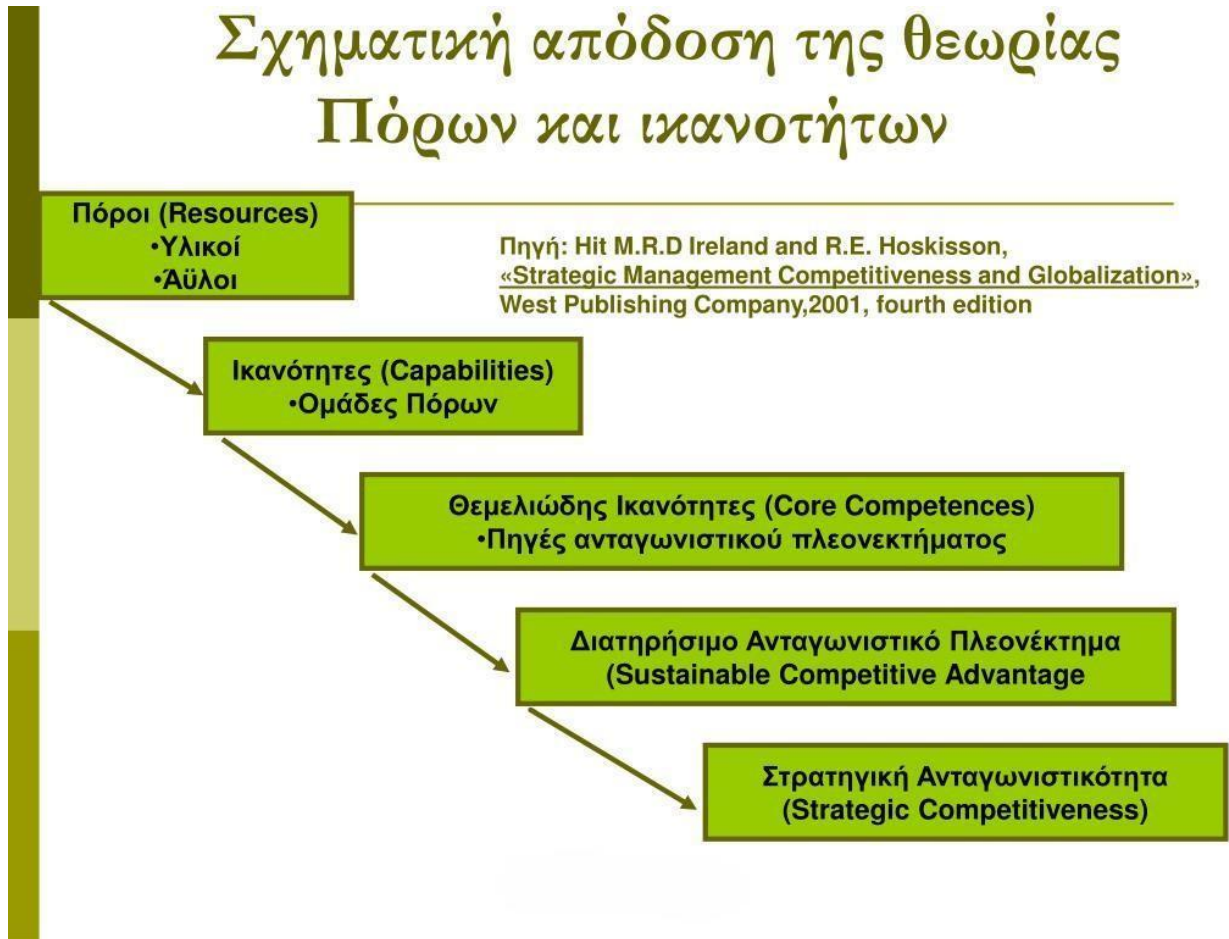 Σχηματική απόδοση της θεωρίας
Πόρων και ικανοτήτων
Πόροι (Resources)
•Υλικοί
•Άϋλοι
Πηγή: Hit M.R.D Ireland and R.E. Hoskisson,
«Strategic Management Competitiveness and Globalization»,
West Publishing Company,2001, fourth edition
Ικανότητες (Capabilities)
•Ομάδες Πόρων
Θεμελιώδης Ικανότητες (Core Competences)
•Πηγές ανταγωνιστικού πλεονεκτήματος
Διατηρήσιμο Ανταγωνιστικό Πλεονέκτημα
(Sustainable Competitive Advantage
Στρατηγική Ανταγωνιστικότητα
(Strategic Competitiveness)